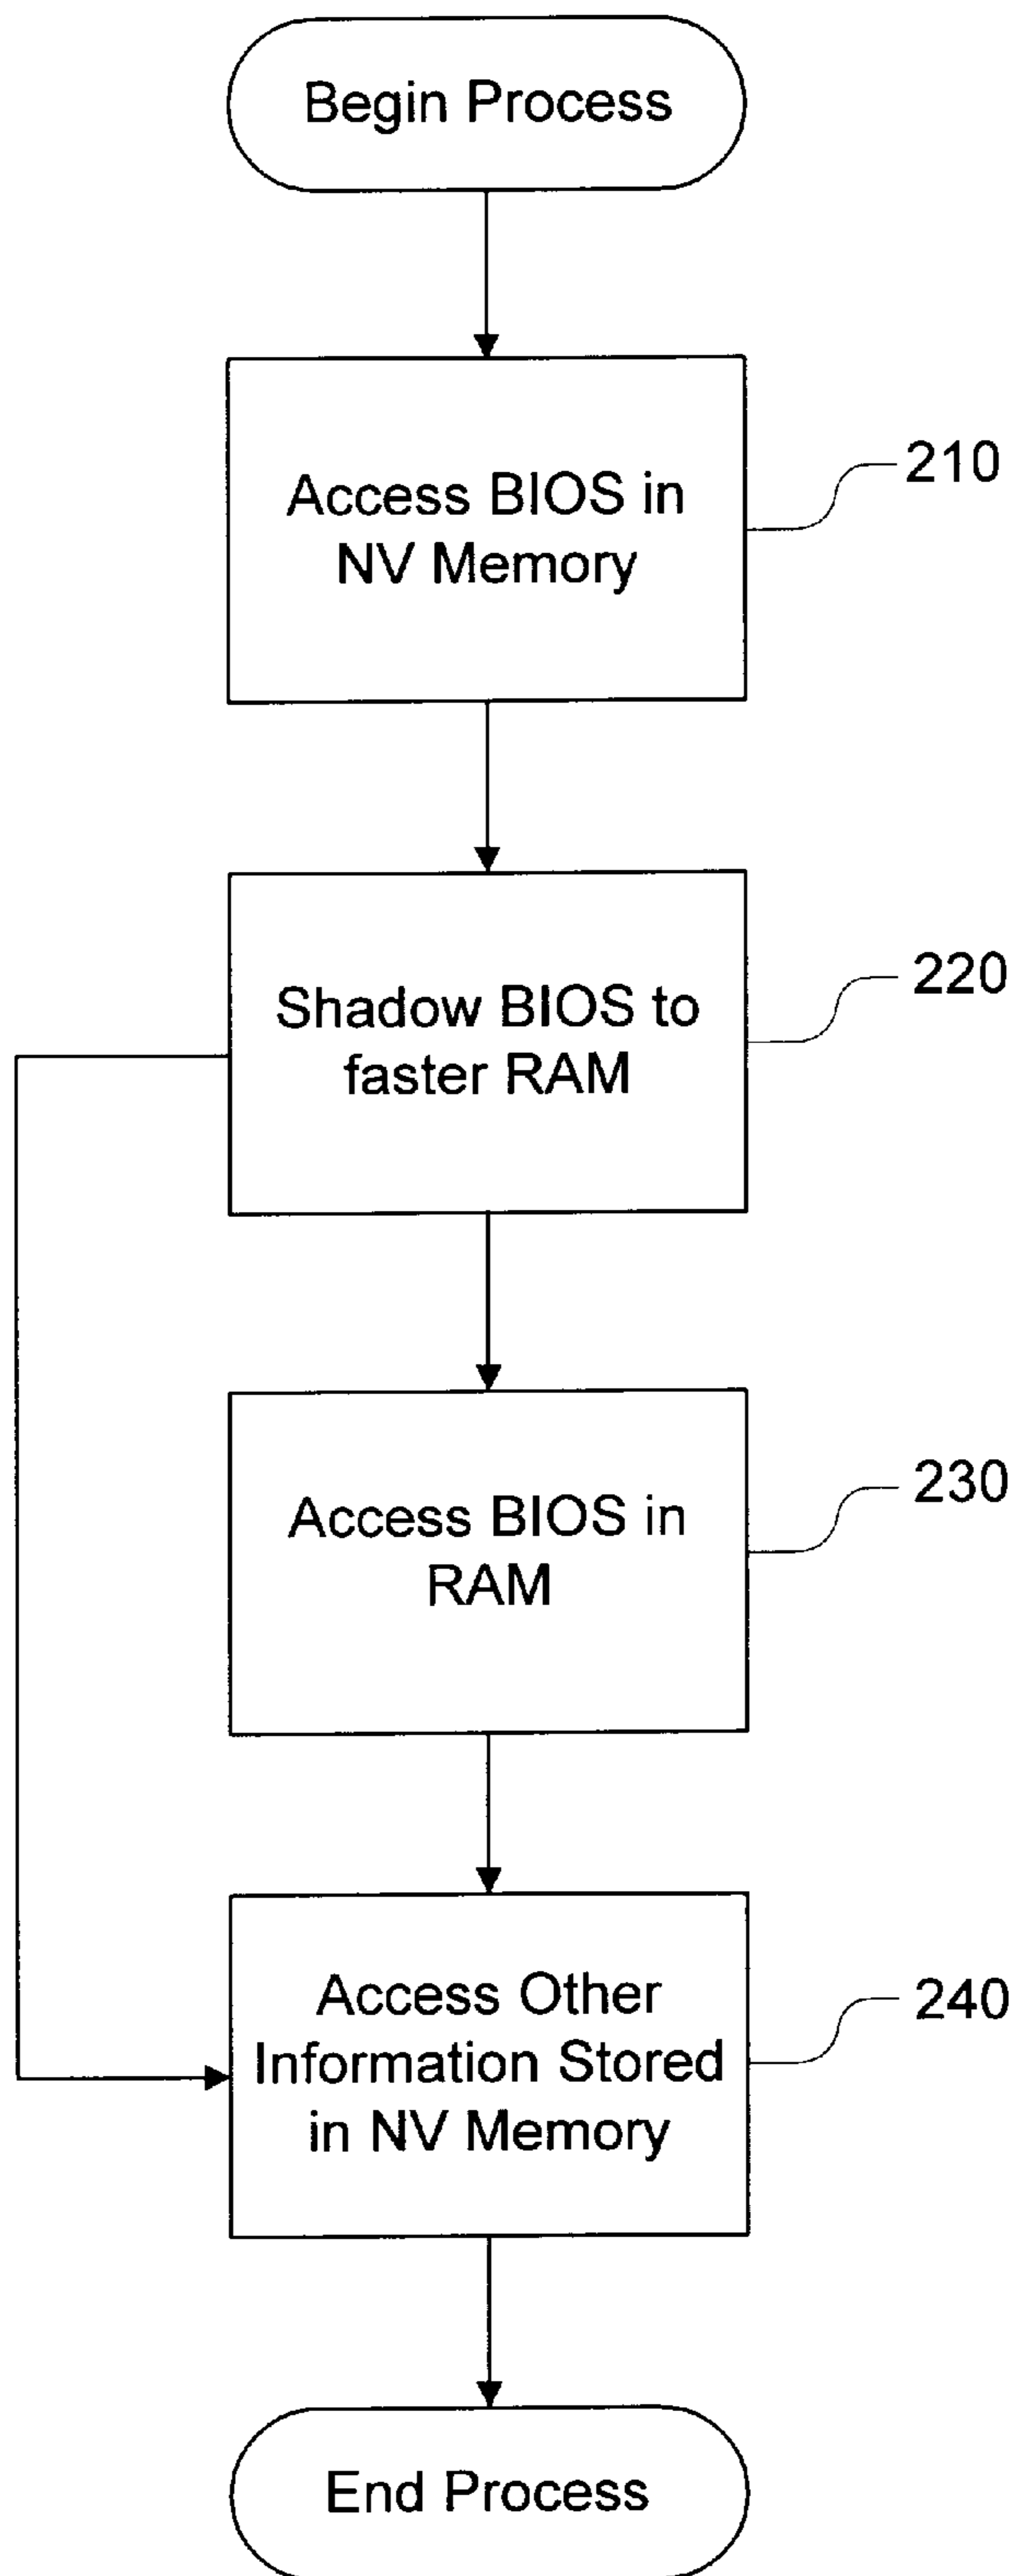 Begin Process
Access BIOS in
NV Memory
210
Shadow BIOS to
faster RAM
220
Access BIOS in
RAM
230
Access Other
Information Stored
in NV Memory
240
End Process